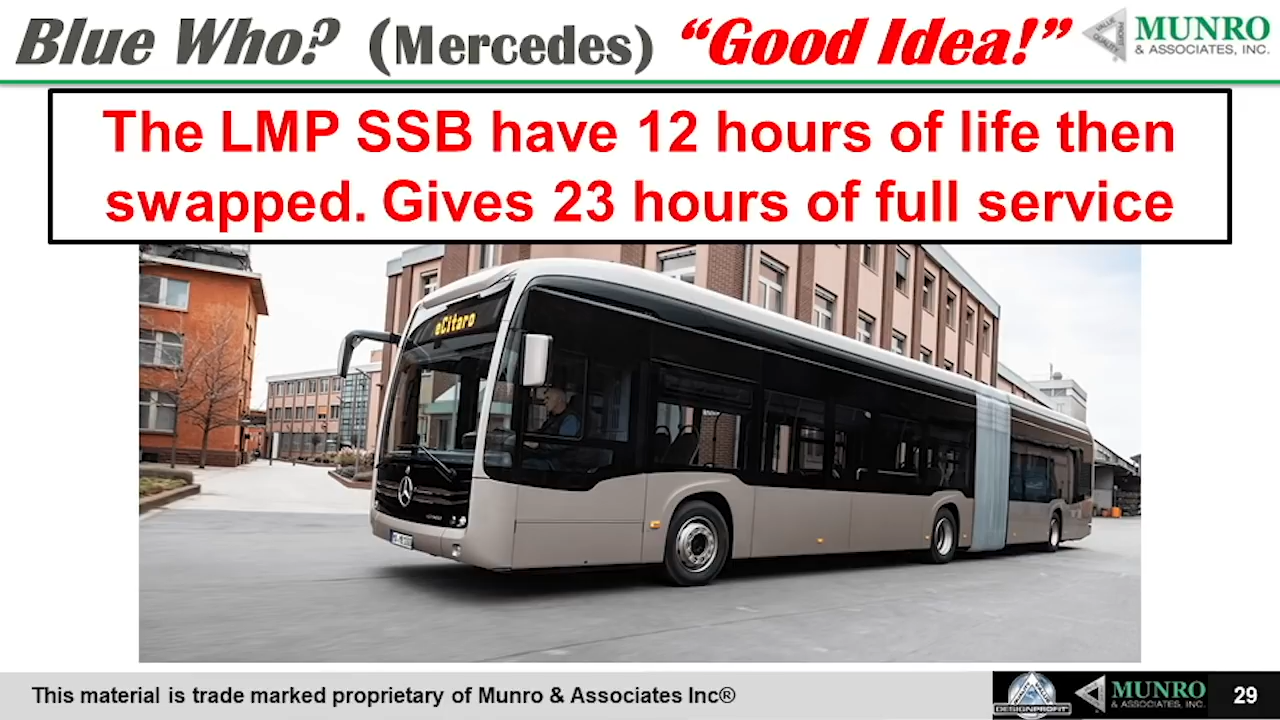 Blue Who? (Mercedes) “Good Idea!”
MUNRO
& ASSOCIATES, INC.
The LMP SSB have 12 hours of life then
swapped. Gives 23 hours of full service
eCitaro
This material is trade marked proprietary of Munro & Associates Inc®
DESIGNPROFIT
MUNRO
& ASSOCIATES, INC.
29